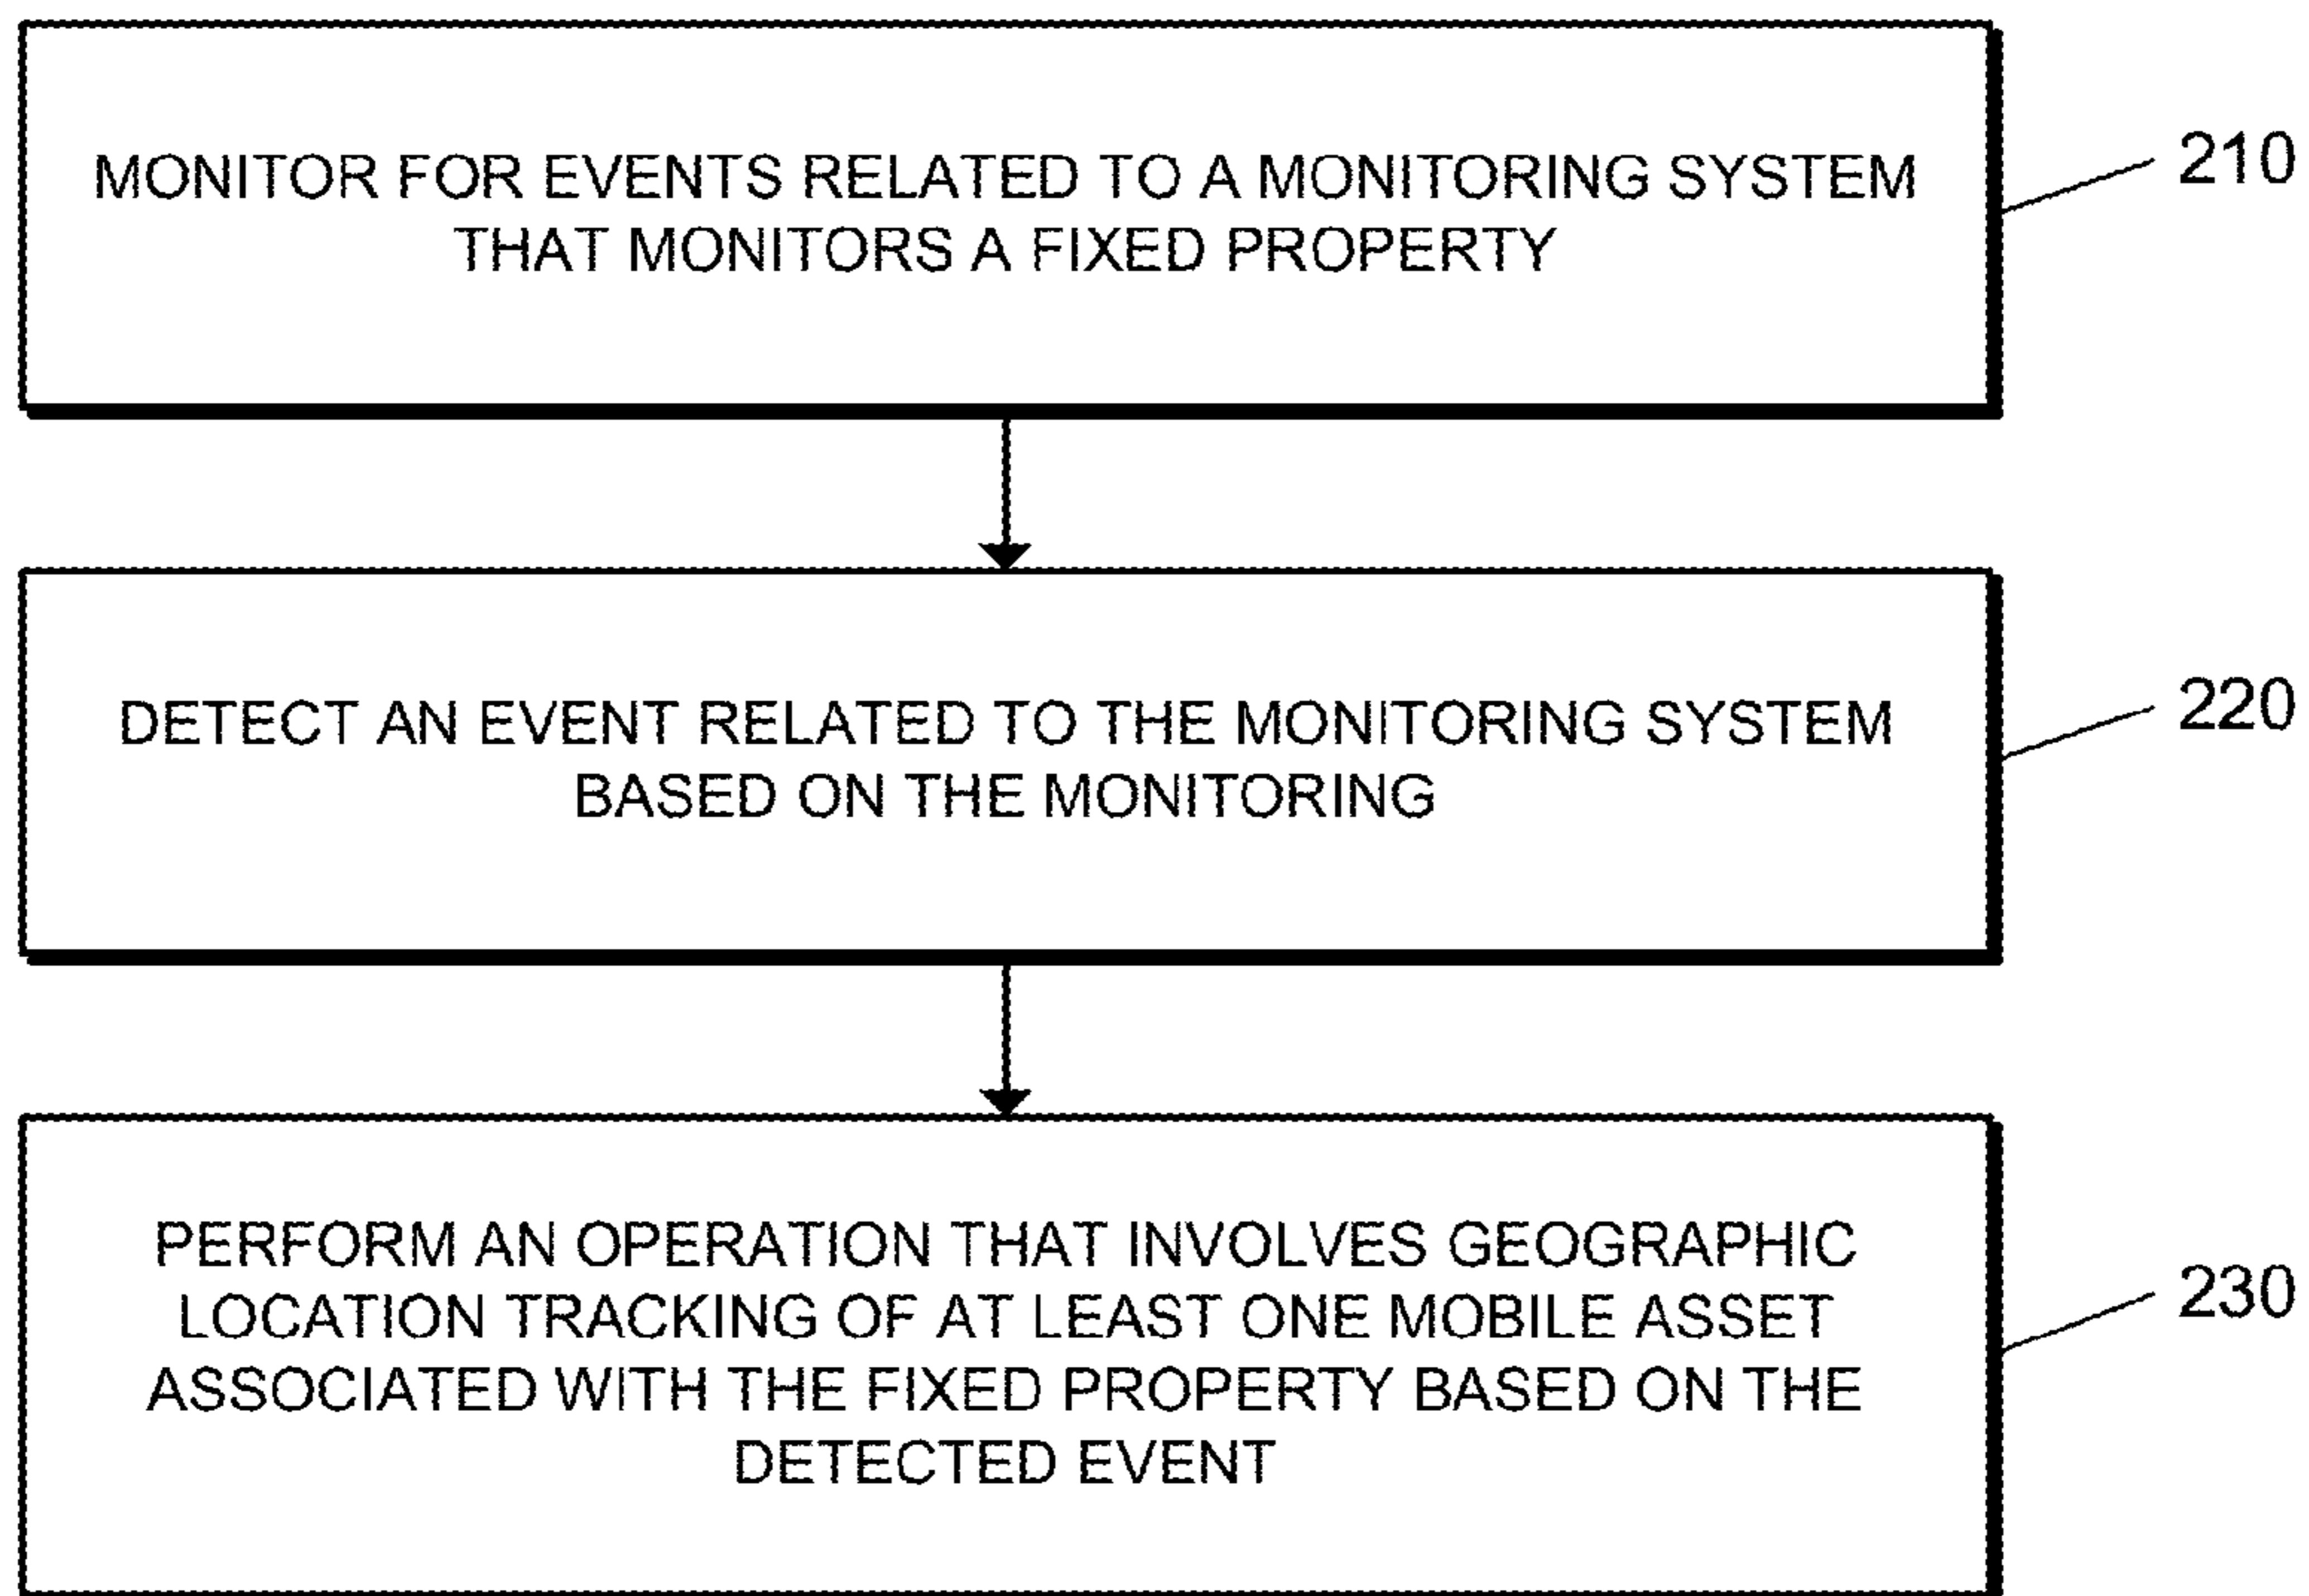 MONITOR FOR EVENTS RELATED TO A MONITORING SYSTEM
THAT MONITORS A FIXED PROPERTY
210
DETECT AN EVENT RELATED TO THE MONITORING SYSTEM
BASED ON THE MONITORING
220
PERFORM AN OPERATION THAT INVOLVES GEOGRAPHIC
LOCATION TRACKING OF AT LEAST ONE MOBILE ASSET
ASSOCIATED WITH THE FIXED PROPERTY BASED ON THE
DETECTED EVENT
230